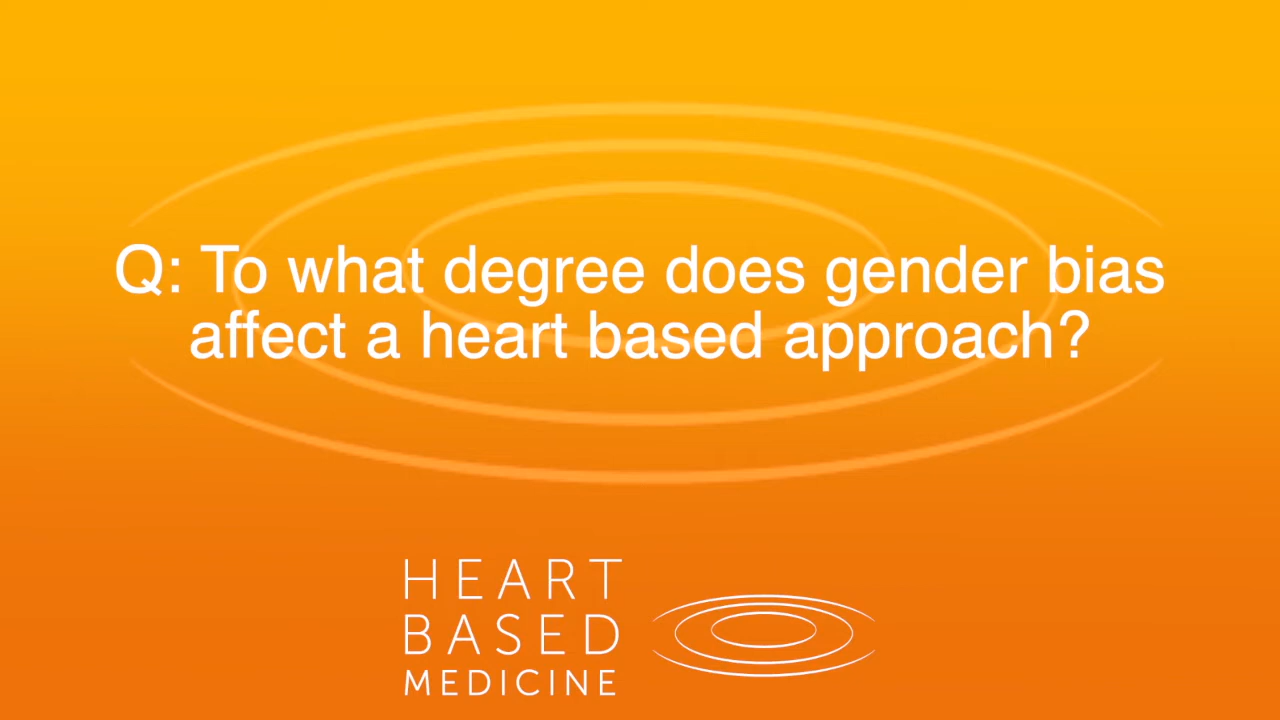 Q: To what degree does gender bias
affect a heart based approach?
HEART
BASED
MEDICINE